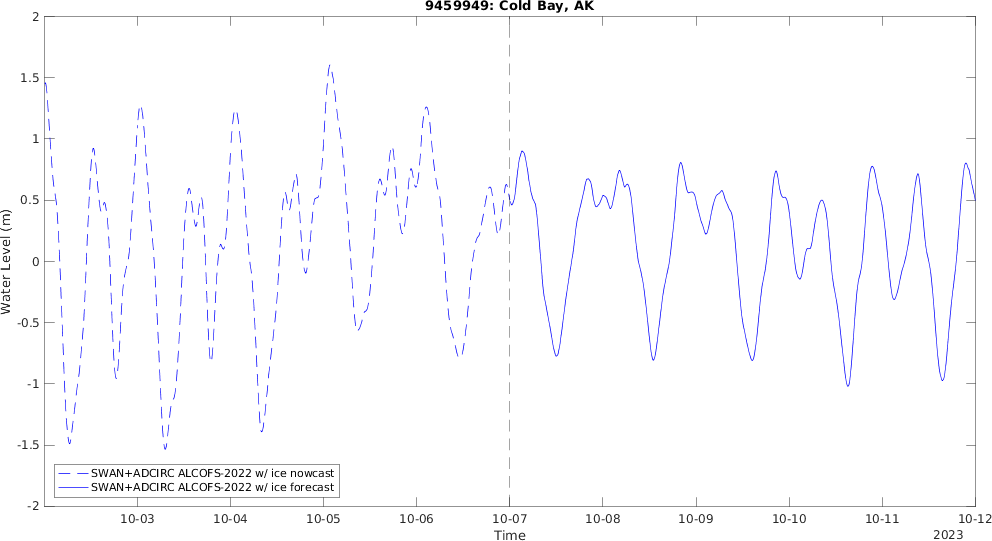 9459949: Cold Bay, AK
2
1.5
1
0.5
0
-0.5
-1
-1.5
-2
Water Level (m)
SWAN+ADCIRC ALCOFS-2022 w/ ice nowcast
SWAN+ADCIRC ALCOFS-2022 w/ ice forecast
10-03 10-04 10-05 10-06 10-07 10-08 10-09 10-10 10-11 10-12
Time
2023